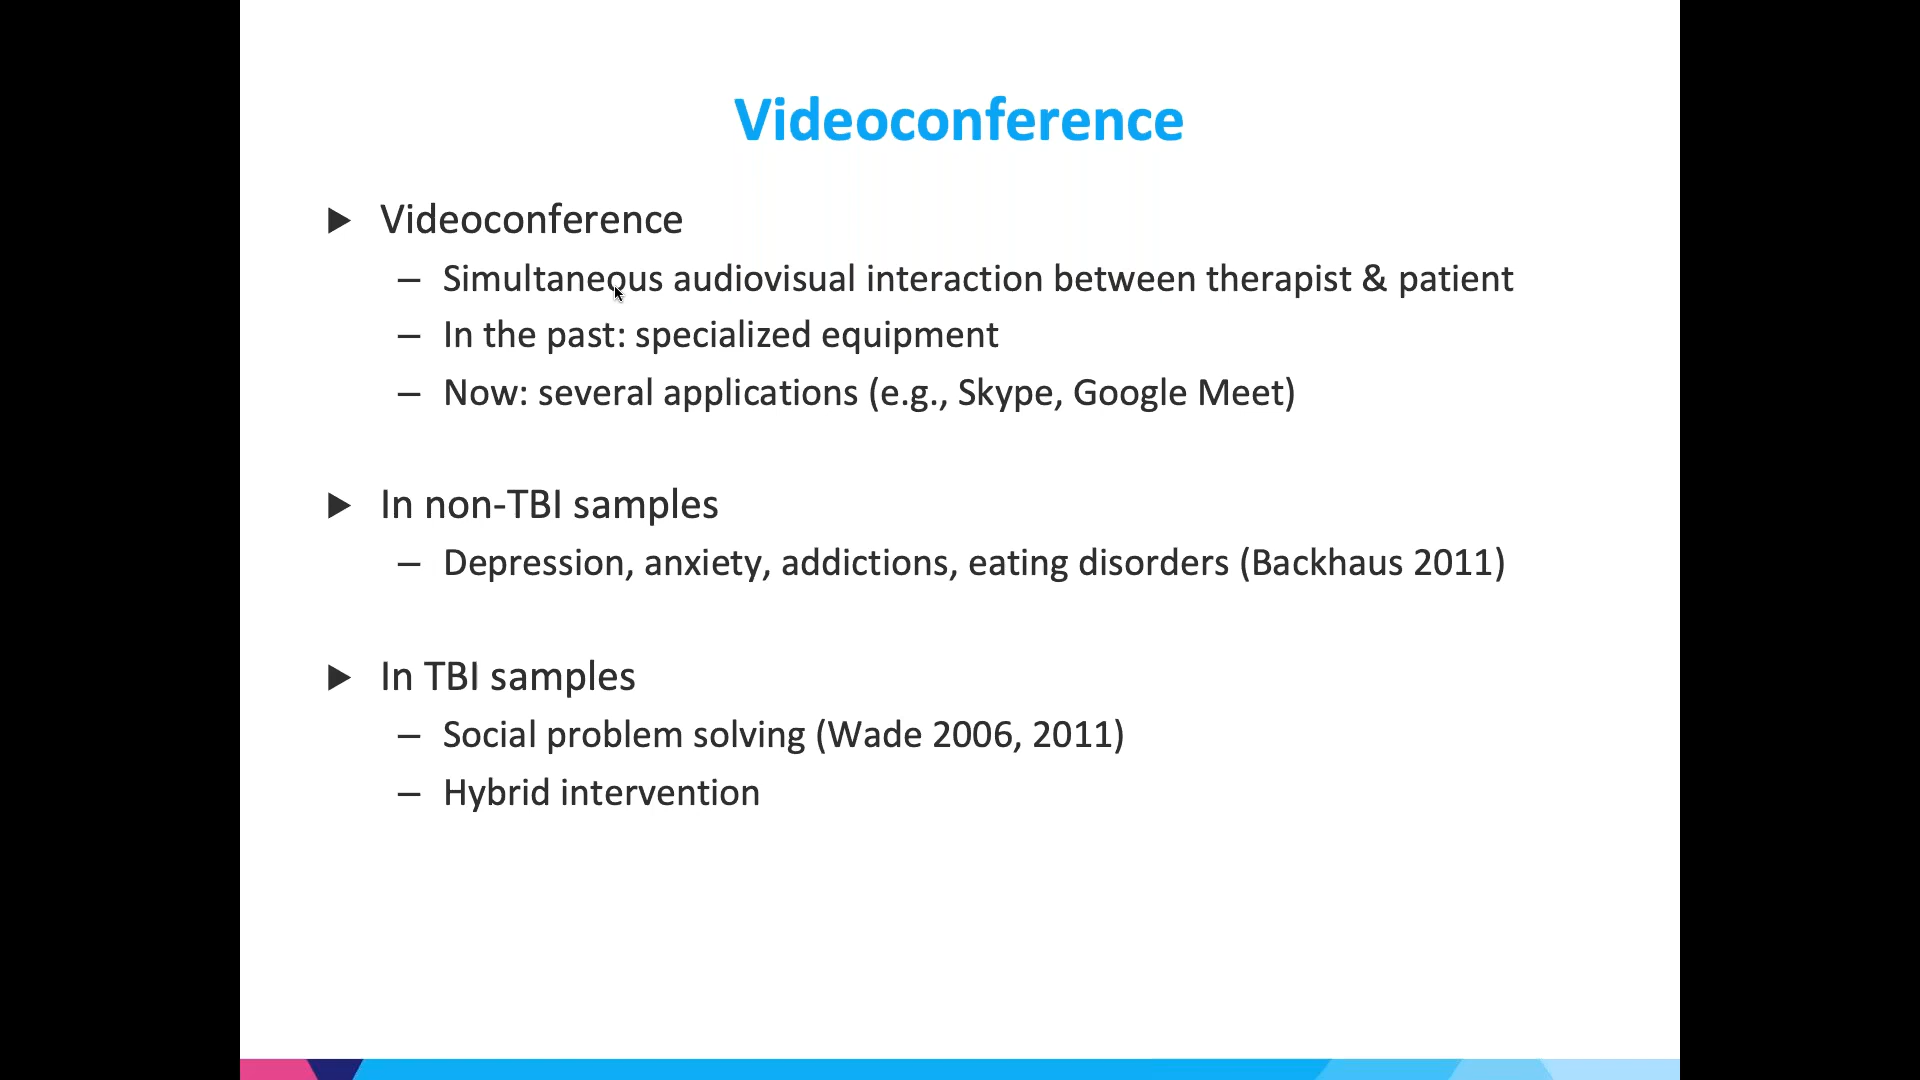 Videoconference
▶ Videoconference
– Simultaneous audiovisual interaction between therapist & patient
– In the past: specialized equipment
– Now: several applications (e.g., Skype, Google Meet)
▶ In non-TBI samples
– Depression, anxiety, addictions, eating disorders (Backhaus 2011)
▶ In TBI samples
– Social problem solving (Wade 2006, 2011)
– Hybrid intervention